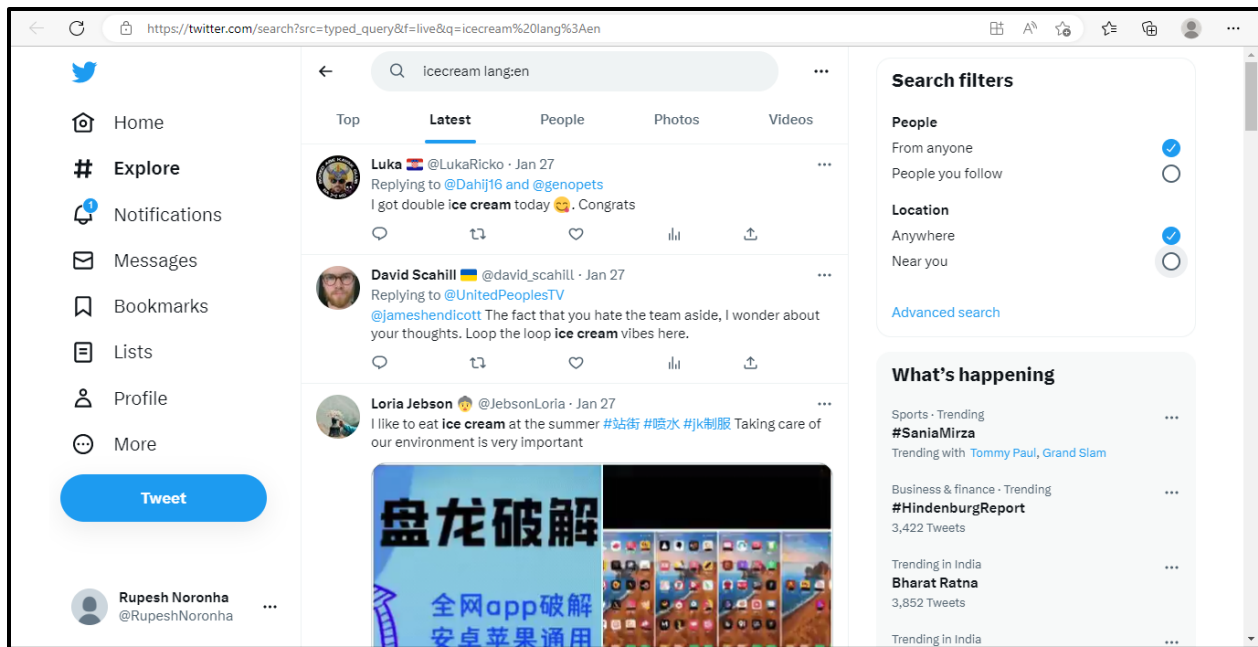 https://twitter.com/search?src=typed_query&f=live&q=icecream%20lang%3Aen
Home
Explore
1
Notifications
Messages
Bookmarks
Lists
Profile
More
Tweet
Rupesh Noronha
@RupeshNoronha
icecream lang:en
Top Latest People Photos Videos
Luka 🇭🇷 @LukaRicko · Jan 27
Replying to @Dahij16 and @genopets
I got double ice cream today 😋. Congrats
David Scahill 🇺🇦 @david_scahill · Jan 27
Replying to @UnitedPeoplesTV
@jameshendicott The fact that you hate the team aside, I wonder about
your thoughts. Loop the loop ice cream vibes here.
Loria Jebson 👵 @JebsonLoria · Jan 27
I like to eat ice cream at the summer #站街 #喷水 #jk制服 Taking care of
our environment is very important
盘龙破解
全网app破解
安卓苹果通用
Search filters
People
From anyone
People you follow
Location
Anywhere
Near you
Advanced search
What's happening
Sports · Trending
#SaniaMirza
Trending with Tommy Paul, Grand Slam
Business & finance · Trending
#HindenburgReport
3,422 Tweets
Trending in India
Bharat Ratna
3,852 Tweets
Trending in India